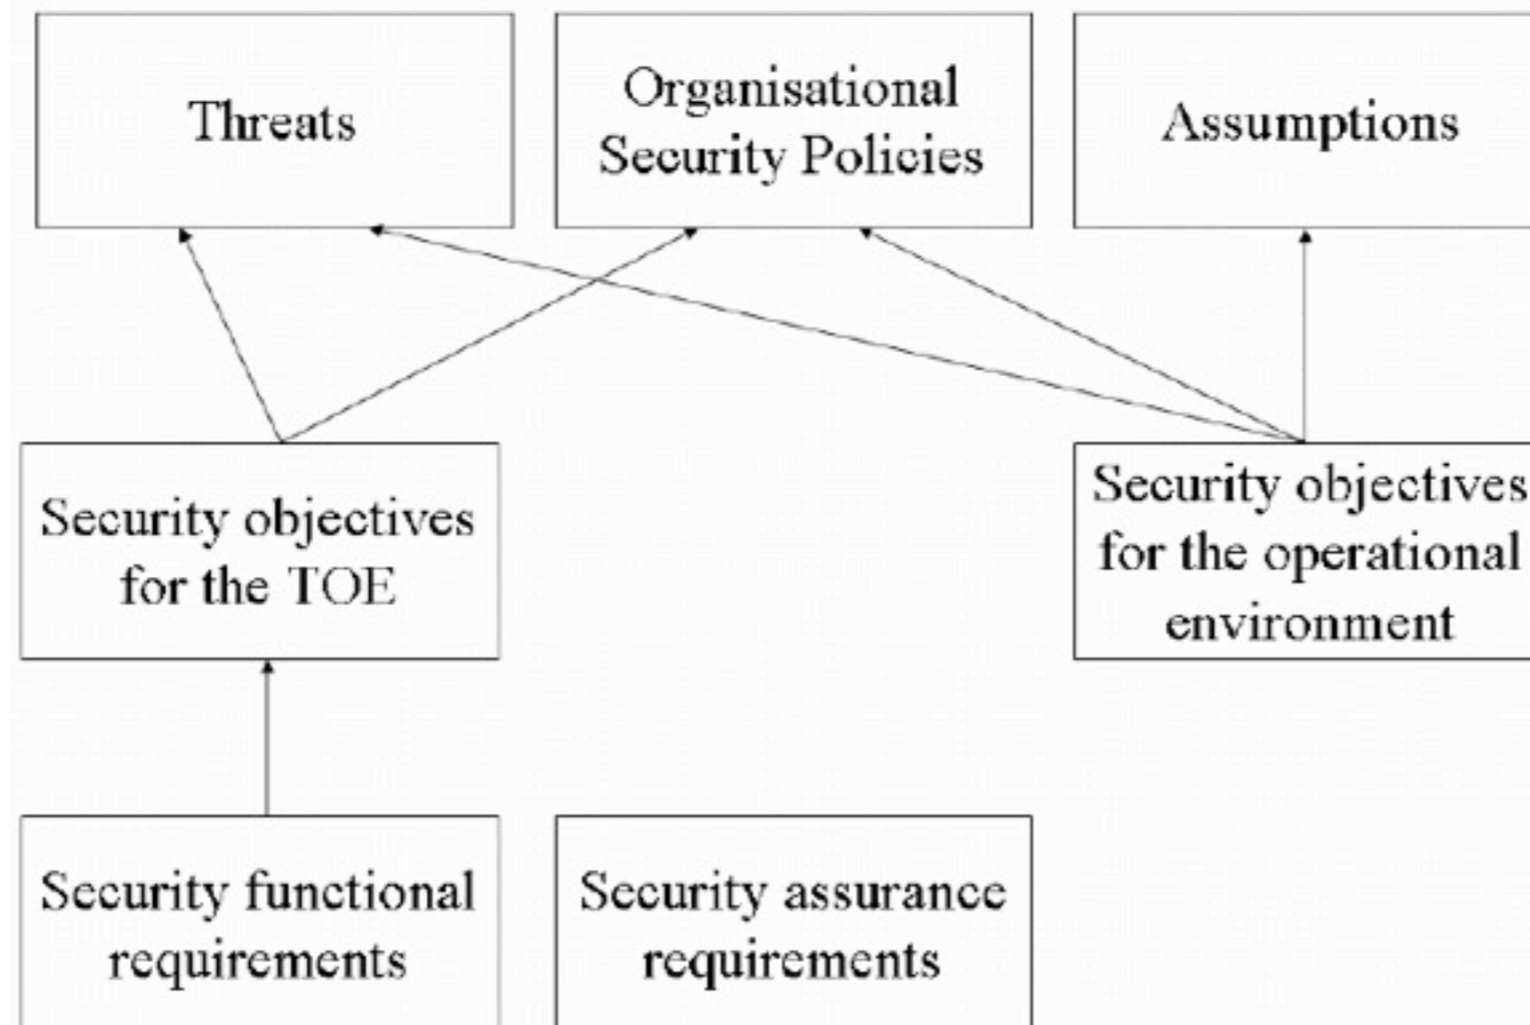 Threats
Organisational
Security Policies
Assumptions
Security objectives
for the TOE
Security objectives
for the operational
environment
Security functional
requirements
Security assurance
requirements